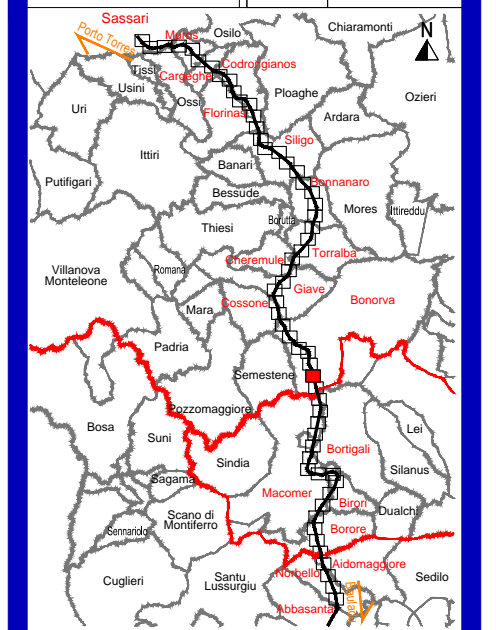 Sassari
Chiaramonti
N
Porto Torres
Muros
Osilo
Tissi
Cargeghe
Codrongianos
Usini
Ossi
Ploaghe
Ozieri
Uri
Florinas
Ardara
Ittiri
Siligo
Banari
Putifigari
Bessude
Bonnanaro
Borutta
Mores
Ittireddu
Thiesi
Cheremule
Torralba
Villanova
Monteleone
Romana
Giave
Cossone
Bonorva
Mara
Padria
Semestene
Pozzomaggiore
Bosa
Suni
Lei
Bortigali
Sindia
Silanus
Sagama
Macomer
Birori
Dualchi
Scano di
Montiferro
Sennariolo
Borore
Aidomaggiore
Norbello
Sedilo
Cuglieri
Santu
Lussurgiu
Abbasanta